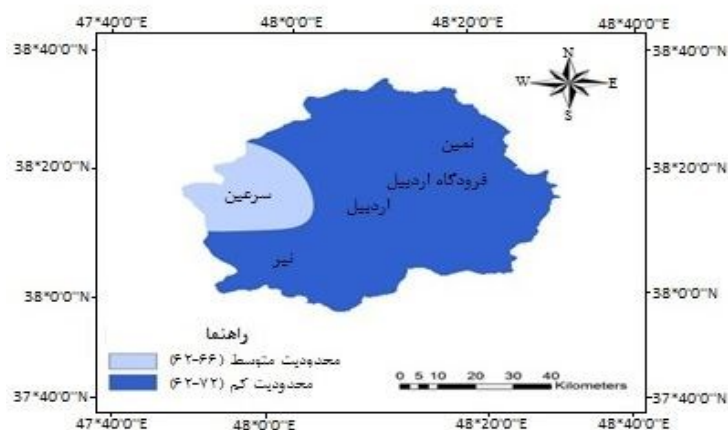 47°40'0"E 48°0'0"E 48°20'0"E 48°40'0"E
38°40'0"N 38°40'0"N
N
W E
S
نمین
38°20'0"N 38°20'0"N
فرودگاه اردبیل
سرعین اردبیل
نیر
38°0'0"N 38°0'0"N
راهنما
محدودیت متوسط (۶۲-۶۶)
محدودیت کم (۶۲-۷۲)
0 5 10 20 30 40
Kilometers
37°40'0"N 37°40'0"N
47°40'0"E 48°0'0"E 48°20'0"E 48°40'0"E